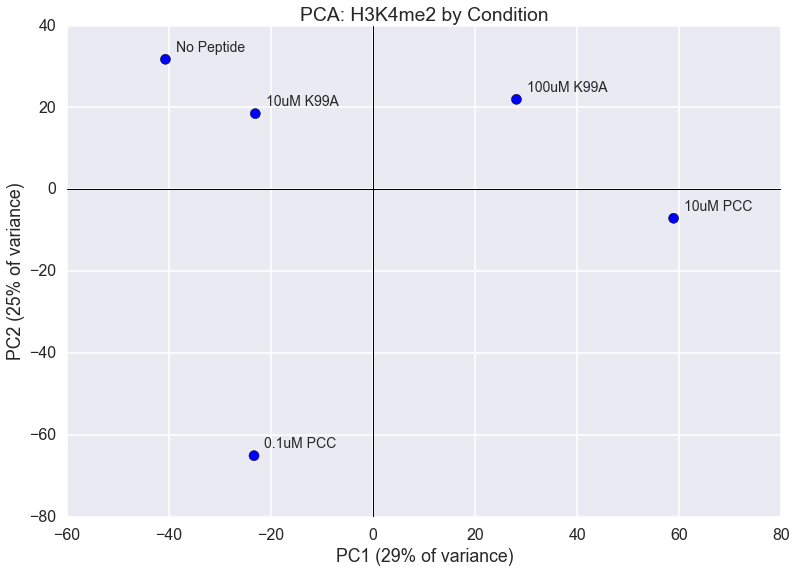 PCA: H3K4me2 by Condition
40
No Peptide
10uM K99A
100uM K99A
20
0
10uM PCC
−20
−40
0.1uM PCC
−60
−80
−60
−40
−20
0
20
40
60
80
PC1 (29% of variance)
PC2 (25% of variance)